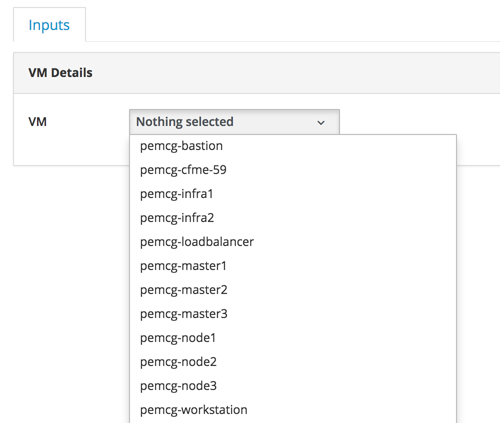 Inputs
VM Details
VM
Nothing selected
pemcg-bastion
pemcg-cfme-59
pemcg-infra1
pemcg-infra2
pemcg-loadbalancer
pemcg-master1
pemcg-master2
pemcg-master3
pemcg-node1
pemcg-node2
pemcg-node3
pemcg-workstation